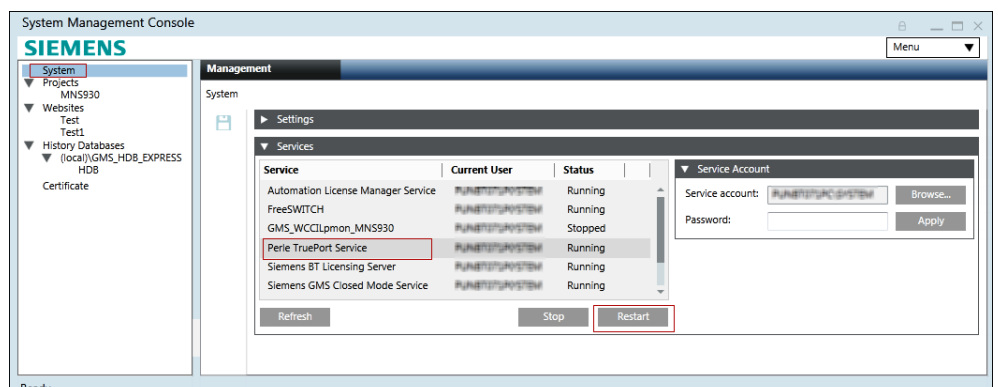 System Management Console
SIEMENS
Menu
System
Projects
MNS930
Websites
Test
Test1
History Databases
(local)\GMS_HDB_EXPRESS
HDB
Certificate
Management
System
Settings
Services
Service Current User Status
Automation License Manager Service Running
FreeSWITCH Running
GMS_WCCILpmon_MNS930 Stopped
Perle TruePort Service Running
Siemens BT Licensing Server Running
Siemens GMS Closed Mode Service Running
Refresh Stop Restart
Service Account
Service account: Browse...
Password: Apply